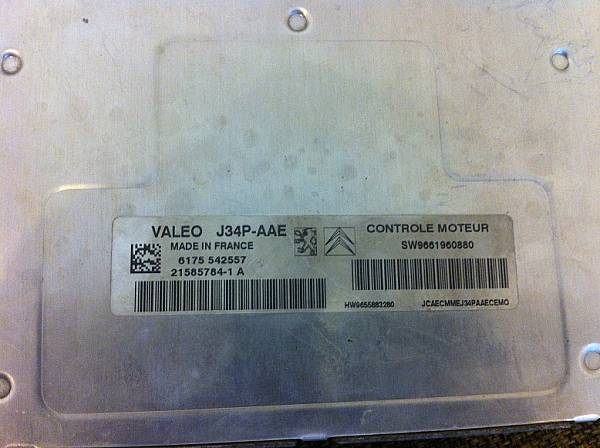 VALEO J34P-AAE
MADE IN FRANCE
6175 542557
21585784-1 A
CONTROLE MOTEUR
SW9661960880
HW9655883280
JCAECMMEJ34PAAECEMO